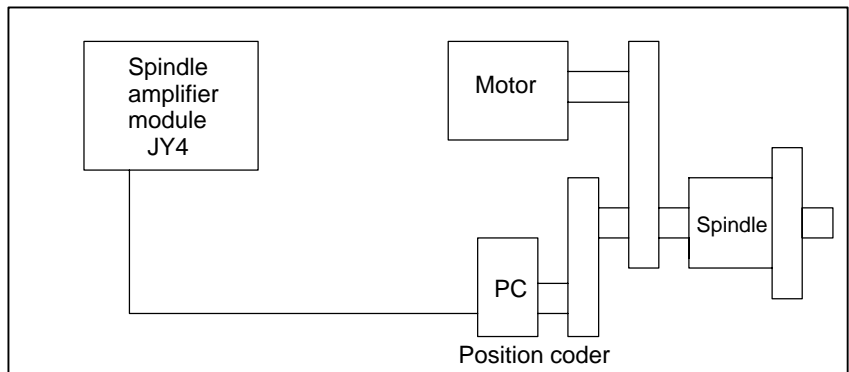 Spindle
amplifier
module
JY4
Motor
Spindle
PC
Position coder